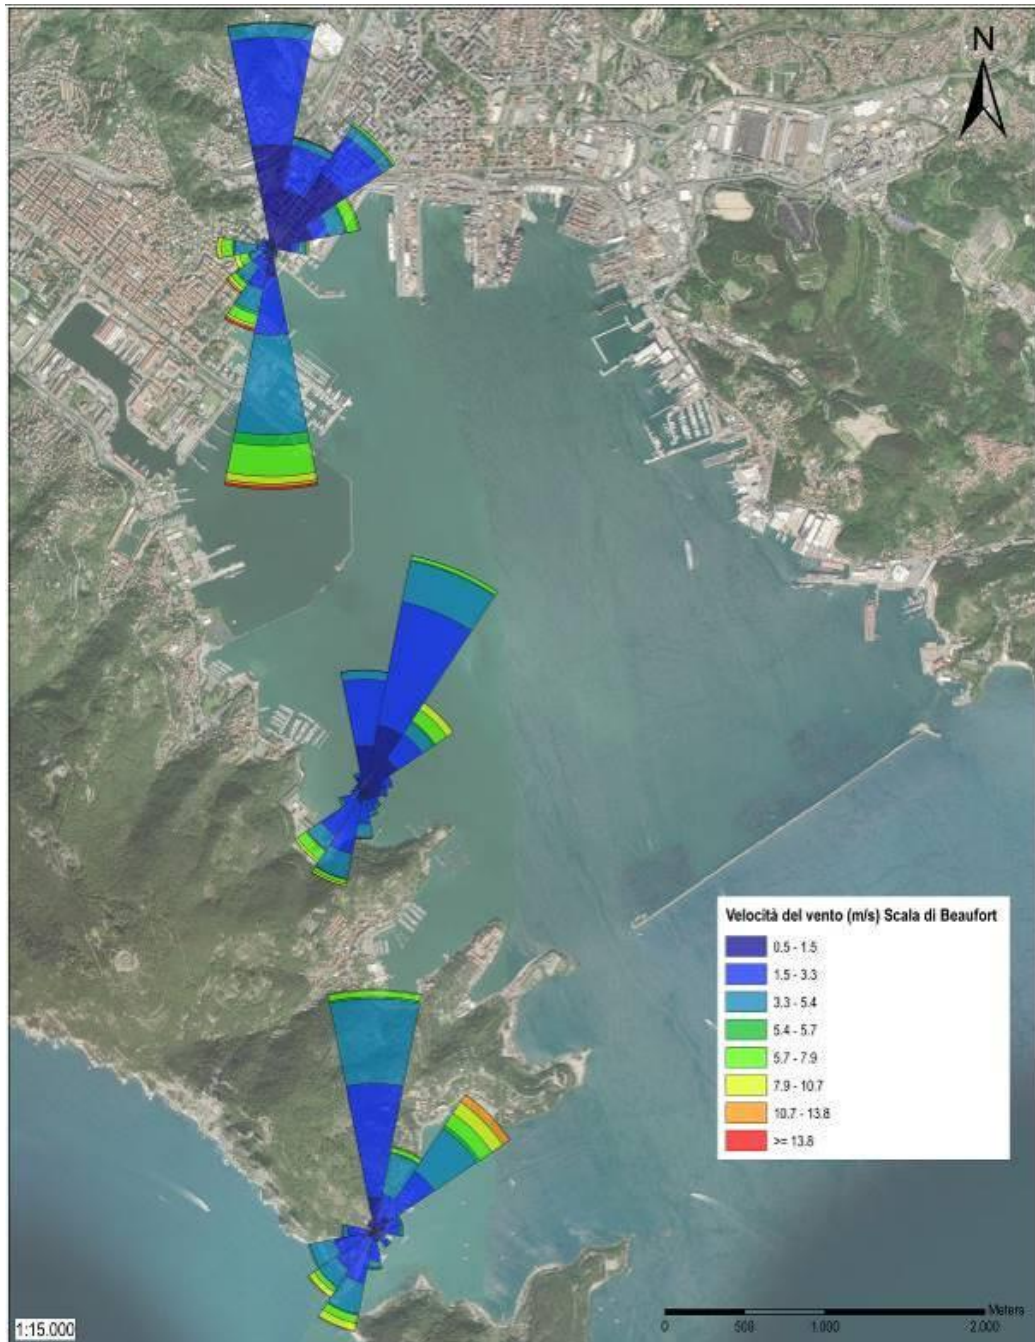 N
Velocità del vento (m/s) Scala di Beaufort
0.5 - 1.5
1.5 - 3.3
3.3 - 5.4
5.4 - 5.7
5.7 - 7.9
7.9 - 10.7
10.7 - 13.8
>= 13.8
Meters
0 500 1.000 2.000
1:15.000